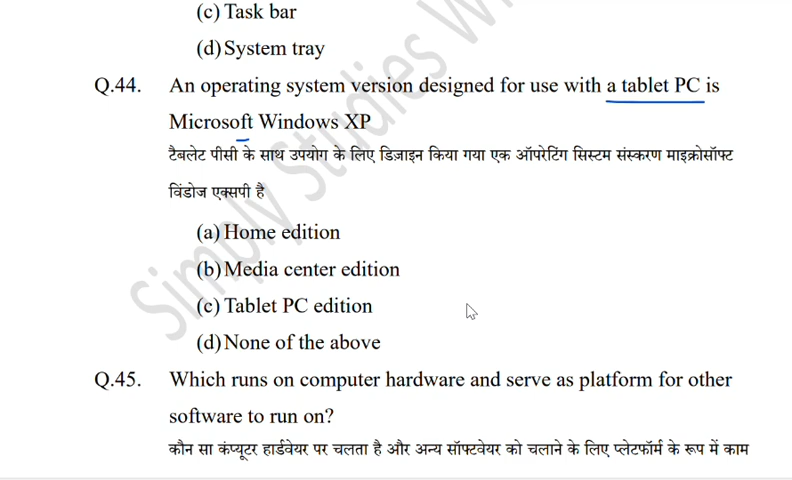 (c) Task bar
(d) System tray
Q.44. An operating system version designed for use with a tablet PC is
Microsoft Windows XP
टैबलेट पीसी के साथ उपयोग के लिए डिज़ाइन किया गया एक ऑपरेटिंग सिस्टम संस्करण माइक्रोसॉफ्ट
विंडोज एक्सपी है
(a) Home edition
(b) Media center edition
(c) Tablet PC edition
(d) None of the above
Q.45. Which runs on computer hardware and serve as platform for other
software to run on?
कौन सा कंप्यूटर हार्डवेयर पर चलता है और अन्य सॉफ्टवेयर को चलाने के लिए प्लेटफॉर्म के रूप में काम
Simply Studies W